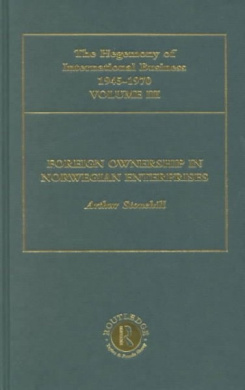 The Hegemony of
International Business
1945–1970
VOLUME III
FOREIGN OWNERSHIP IN
NORWEGIAN ENTERPRISES
Arthur Stonehill
ROUTLEDGE
R